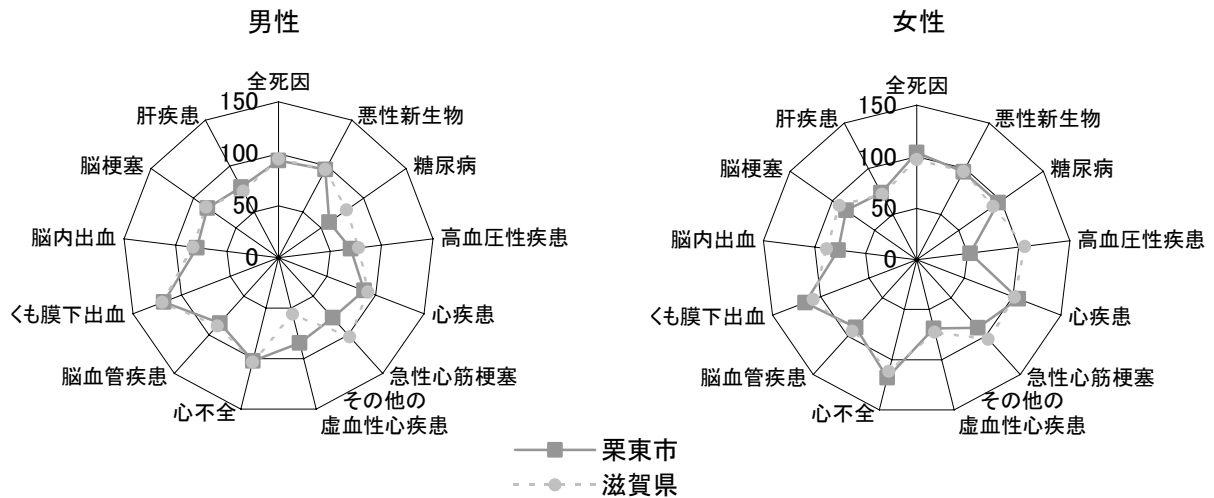 男性
全死因
悪性新生物
糖尿病
高血圧性疾患
心疾患
急性心筋梗塞
その他の
虚血性心疾患
心不全
脳血管疾患
くも膜下出血
脳内出血
脳梗塞
肝疾患
150
100
50
0
女性
全死因
悪性新生物
糖尿病
高血圧性疾患
心疾患
急性心筋梗塞
その他の
虚血性心疾患
心不全
脳血管疾患
くも膜下出血
脳内出血
脳梗塞
肝疾患
150
100
50
0
栗東市
滋賀県